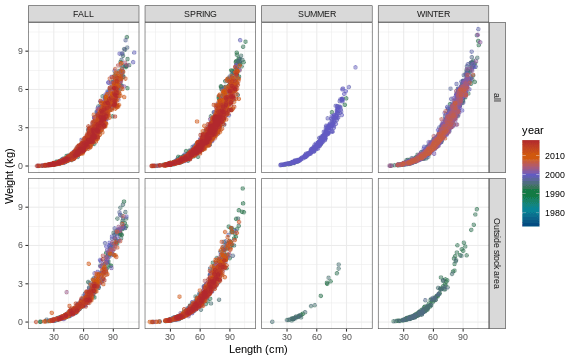 FALL SPRING SUMMER WINTER
9
6
3
0
all
9
6
3
0
Outside stock area
30 60 90 30 60 90 30 60 90 30 60 90
Length (cm)
Weight (kg)
year
2010
2000
1990
1980